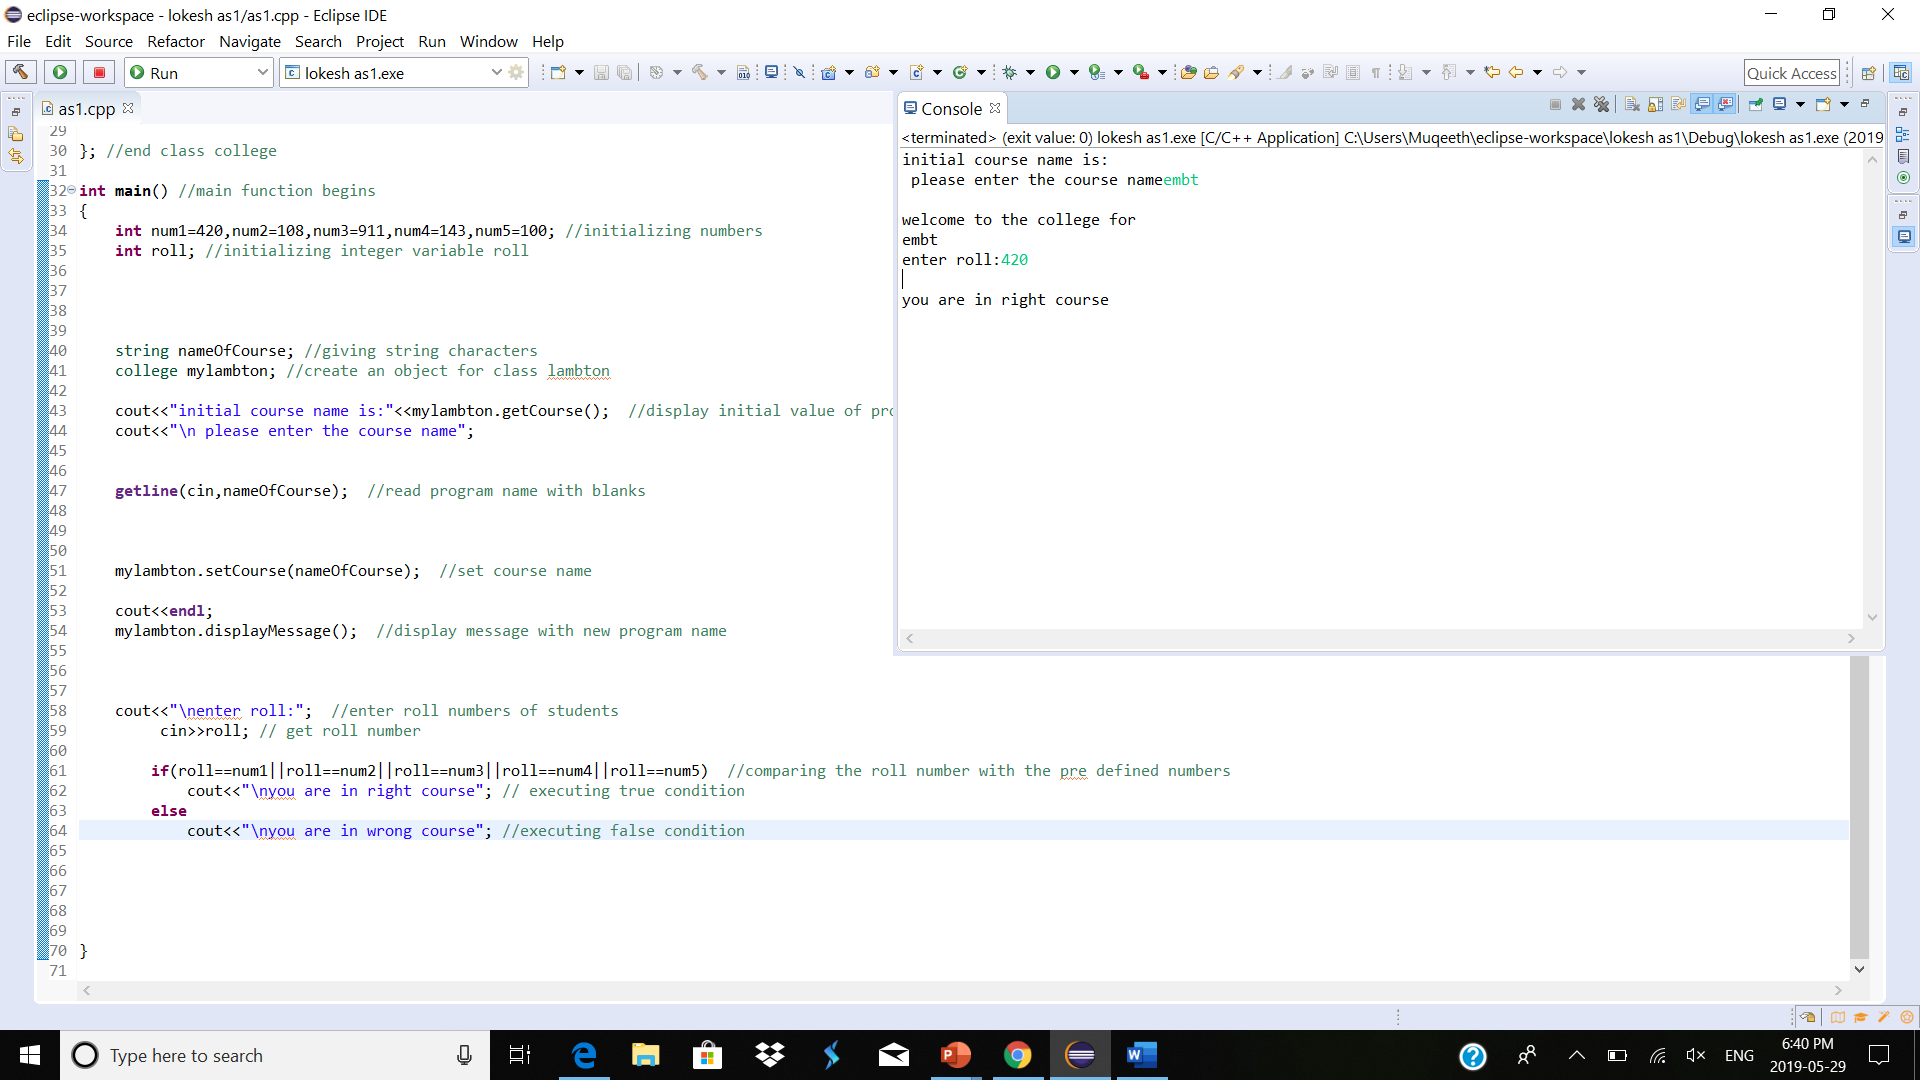 eclipse-workspace - lokesh as1/as1.cpp - Eclipse IDE
File Edit Source Refactor Navigate Search Project Run Window Help
Run
lokesh as1.exe
Quick Access
as1.cpp
29
30 }; //end class college
31
32 int main() //main function begins
33 {
34 int num1=420,num2=108,num3=911,num4=143,num5=100; //initializing numbers
35 int roll; //initializing integer variable roll
36
37
38
39
40 string nameOfCourse; //giving string characters
41 college mylambton; //create an object for class lambton
42
43 cout<<"initial course name is:"<<mylambton.getCourse(); //display initial value of pro
44 cout<<"\n please enter the course name";
45
46
47 getline(cin,nameOfCourse); //read program name with blanks
48
49
50
51 mylambton.setCourse(nameOfCourse); //set course name
52
53 cout<<endl;
54 mylambton.displayMessage(); //display message with new program name
55
56
57
58 cout<<"\nenter roll:"; //enter roll numbers of students
59 cin>>roll; // get roll number
60
61 if(roll==num1||roll==num2||roll==num3||roll==num4||roll==num5) //comparing the roll number with the pre defined numbers
62 cout<<"\nyou are in right course"; // executing true condition
63 else
64 cout<<"\nyou are in wrong course"; //executing false condition
65
66
67
68
69
70 }
71
Console
<terminated> (exit value: 0) lokesh as1.exe [C/C++ Application] C:\Users\Muqeeth\eclipse-workspace\lokesh as1\Debug\lokesh as1.exe (2019
initial course name is:
please enter the course nameembt
welcome to the college for
embt
enter roll:420
you are in right course
Type here to search
ENG
6:40 PM
2019-05-29